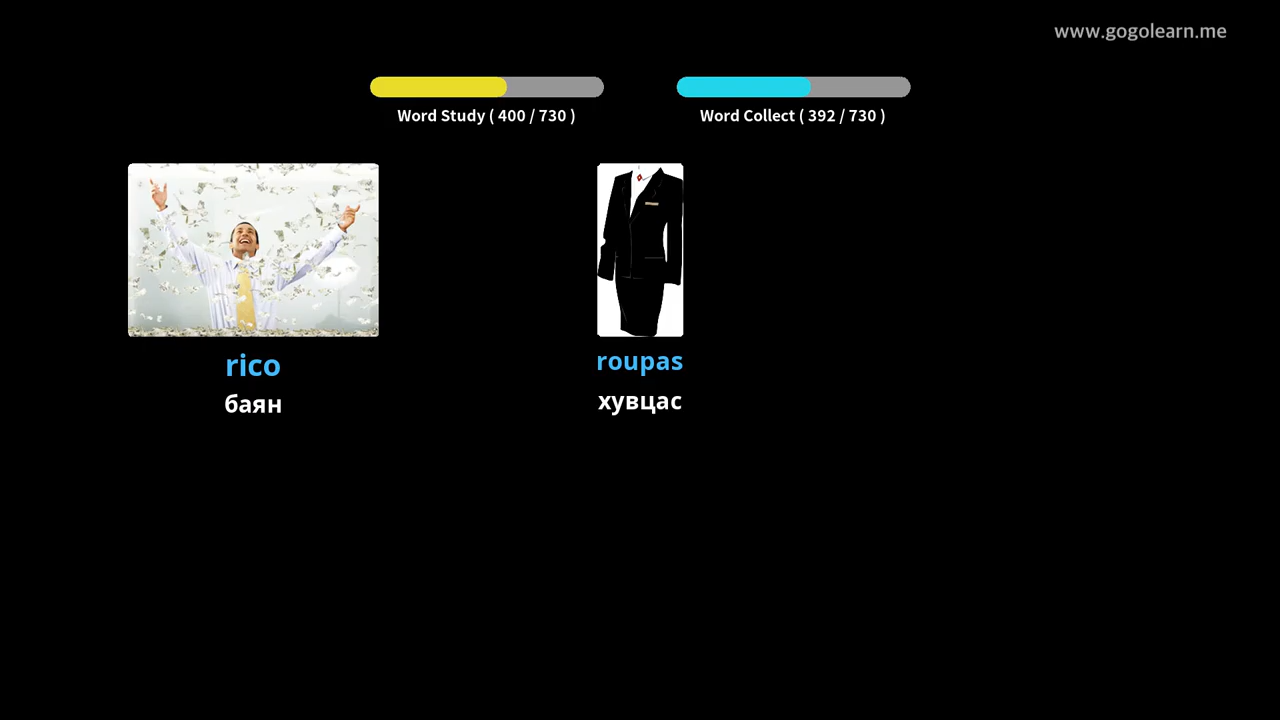 www.gogolearn.me
Word Study ( 400 / 730 )
Word Collect ( 392 / 730 )
rico
баян
roupas
хувцас